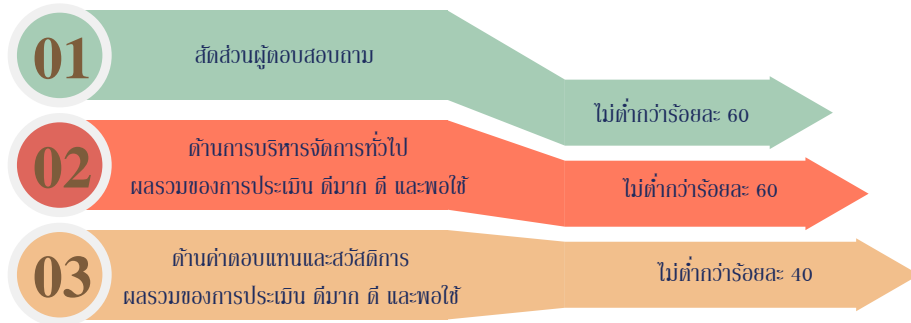 01
สัดส่วนผู้ตอบสอบถาม
ไม่ต่ำกว่าร้อยละ 60
02
ด้านการบริหารจัดการทั่วไป
ผลรวมของการประเมิน ดีมาก ดี และพอใช้
ไม่ต่ำกว่าร้อยละ 60
03
ด้านค่าตอบแทนและสวัสดิการ
ผลรวมของการประเมิน ดีมาก ดี และพอใช้
ไม่ต่ำกว่าร้อยละ 40